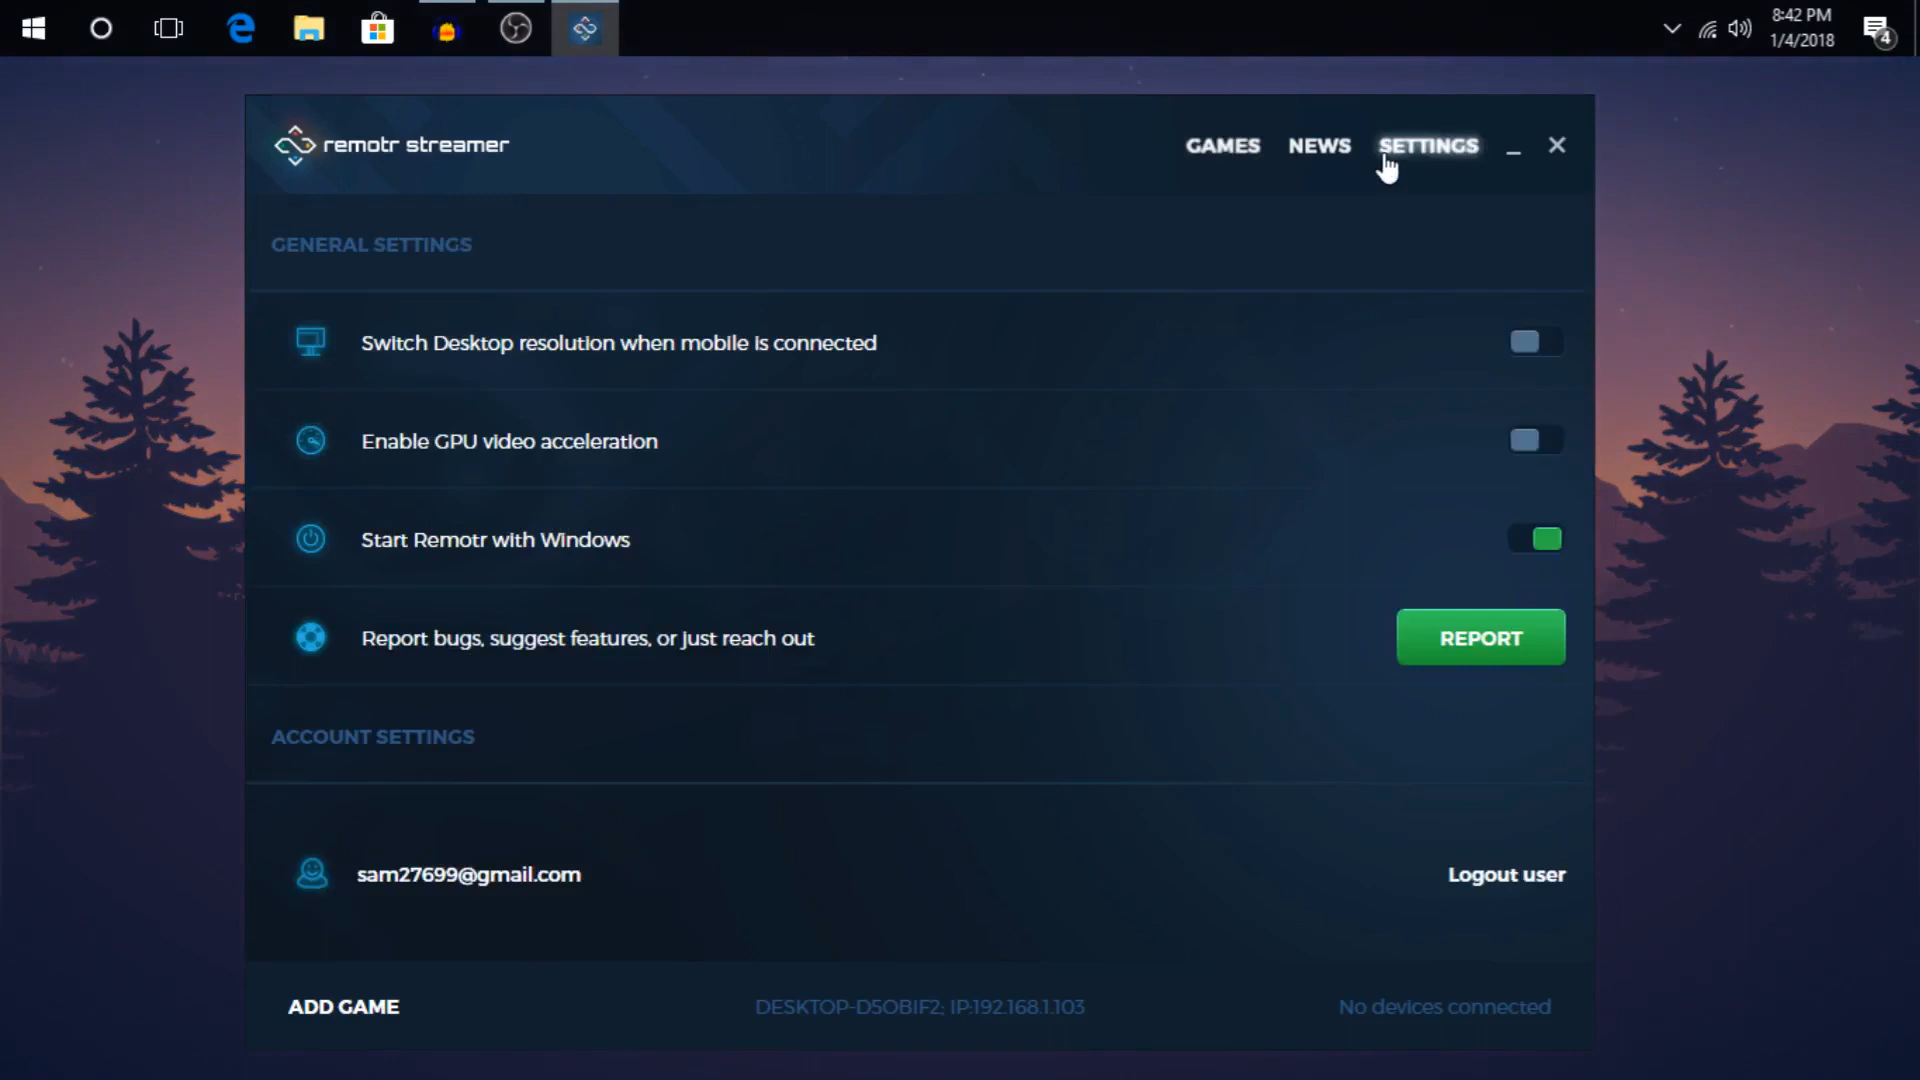 8:42 PM
1/4/2018
4
remotr streamer
GAMES NEWS SETTINGS
GENERAL SETTINGS
Switch Desktop resolution when mobile is connected
Enable GPU video acceleration
Start Remotr with Windows
Report bugs, suggest features, or just reach out
REPORT
ACCOUNT SETTINGS
sam27699@gmail.com
Logout user
ADD GAME
DESKTOP-D5OBIF2; IP:192.168.1.103
No devices connected